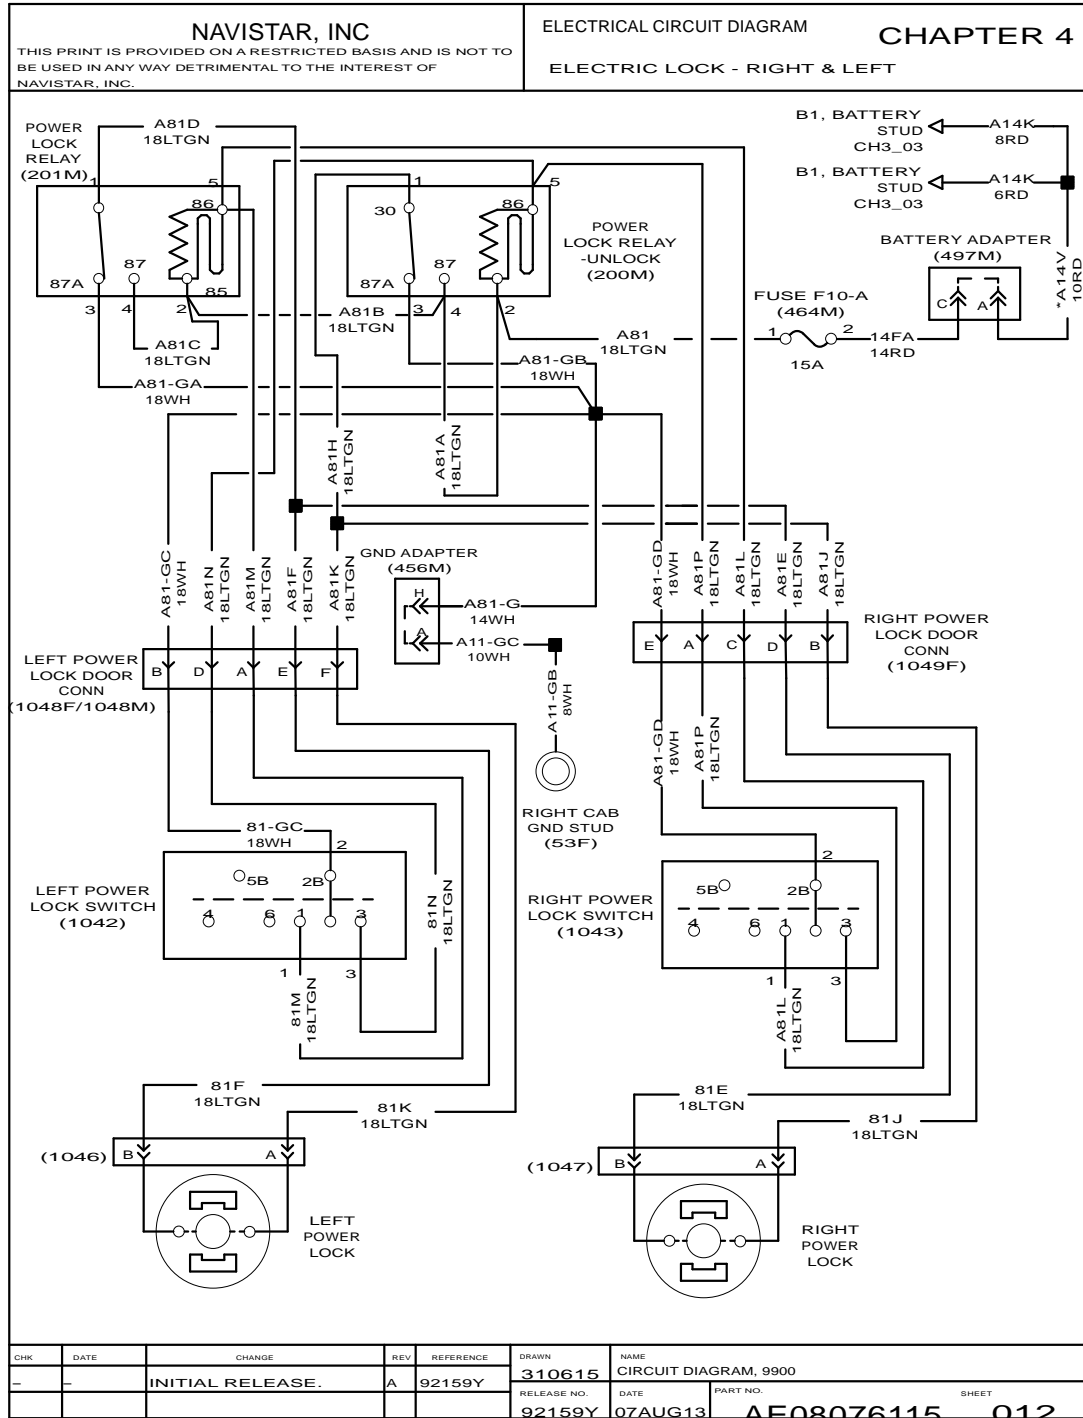 NAVISTAR, INC
THIS PRINT IS PROVIDED ON A RESTRICTED BASIS AND IS NOT TO
BE USED IN ANY WAY DETRIMENTAL TO THE INTEREST OF
NAVISTAR, INC.
ELECTRICAL CIRCUIT DIAGRAM
CHAPTER 4
ELECTRIC LOCK - RIGHT & LEFT
POWER
LOCK
RELAY
(201M)
A81D
18LTGN
1
5
86
87
87A
85
3
4
2
A81C
18LTGN
A81-GA
18WH
A81B
18LTGN
1
5
30
86
87
87A
3
4
2
POWER
LOCK RELAY
-UNLOCK
(200M)
A81
18LTGN
A81-GB
18WH
B1, BATTERY
STUD
CH3_03
A14K
8RD
B1, BATTERY
STUD
CH3_03
A14K
6RD
BATTERY ADAPTER
(497M)
C
A
*A14V
10RD
FUSE F10-A
(464M)
1
2
15A
14FA
14RD
A81H
18LTGN
A81A
18LTGN
A81-GC
18WH
A81N
18LTGN
A81M
18LTGN
A81F
18LTGN
A81K
18LTGN
GND ADAPTER
(456M)
H
A
A81-G
14WH
A11-GC
10WH
A11-GB
8WH
RIGHT CAB
GND STUD
(53F)
A81-GD
18WH
A81P
18LTGN
A81L
18LTGN
A81E
18LTGN
A81J
18LTGN
LEFT POWER
LOCK DOOR
CONN
(1048F/1048M)
B
D
A
E
F
RIGHT POWER
LOCK DOOR
CONN
(1049F)
E
A
C
D
B
A81-GD
18WH
A81P
18LTGN
81-GC
18WH
2
LEFT POWER
LOCK SWITCH
(1042)
5B
2B
4
6
1
3
1
3
81M
18LTGN
81N
18LTGN
RIGHT POWER
LOCK SWITCH
(1043)
2
5B
2B
4
6
1
3
1
3
A81L
18LTGN
81F
18LTGN
81K
18LTGN
(1046)
B
A
LEFT
POWER
LOCK
81E
18LTGN
81J
18LTGN
(1047)
B
A
RIGHT
POWER
LOCK
CHK
DATE
CHANGE
REV
REFERENCE
DRAWN
NAME
-
-
INITIAL RELEASE.
A
92159Y
310615
CIRCUIT DIAGRAM, 9900
RELEASE NO.
DATE
PART NO.
SHEET
92159Y
07AUG13
AE08076115
012